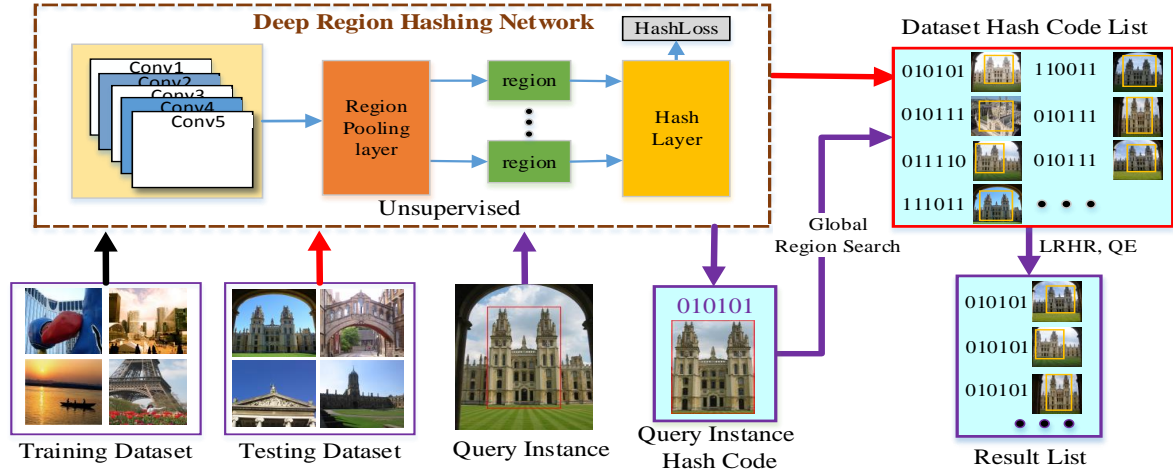 Deep Region Hashing Network
HashLoss
Conv1
Conv2
Conv3
Conv4
Conv5
Region
Pooling
layer
region
region
Hash
Layer
Unsupervised
Dataset Hash Code List
010101
110011
010111
010111
011110
010111
111011
Global
Region Search
LRHR, QE
010101
010101
010101
010101
Training Dataset
Testing Dataset
Query Instance
Query Instance
Hash Code
Result List